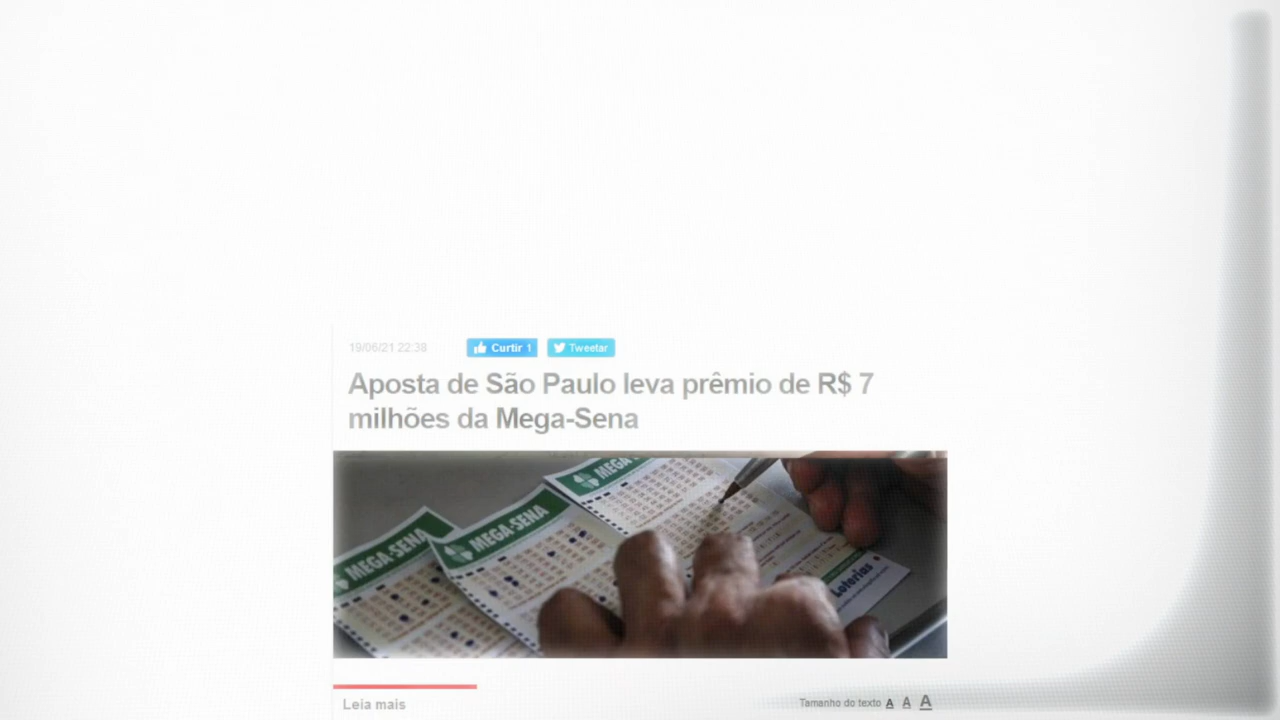 19/06/21 22:38
Curtir 1
Tweetar
Aposta de São Paulo leva prêmio de R$ 7
milhões da Mega-Sena
MEGA-SENA
MEGA-SENA
MEGA
Loterias
Leia mais
Tamanho do texto A A A